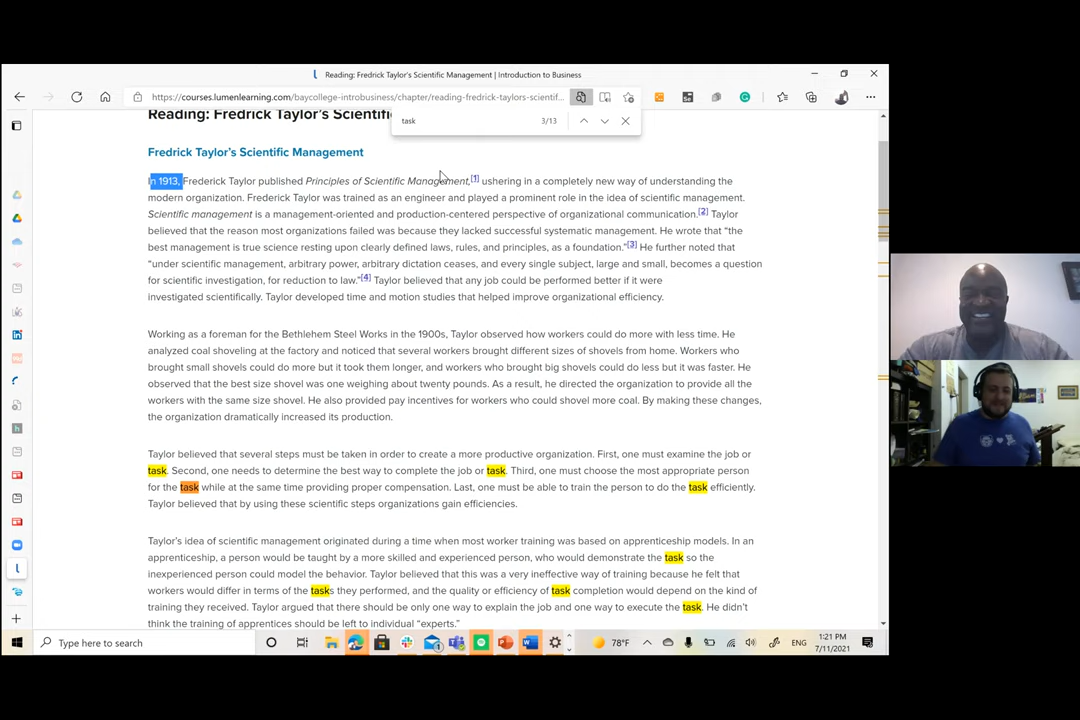 Reading: Fredrick Taylor's Scientific Management | Introduction to Business
https://courses.lumenlearning.com/baycollege-introbusiness/chapter/reading-fredrick-taylors-scientif...
task 3/13
Reading: Fredrick Taylor's Scientifi
Fredrick Taylor's Scientific Management
In 1913, Frederick Taylor published Principles of Scientific Management,[1] ushering in a completely new way of understanding the
modern organization. Frederick Taylor was trained as an engineer and played a prominent role in the idea of scientific management.
Scientific management is a management-oriented and production-centered perspective of organizational communication.[2] Taylor
believed that the reason most organizations failed was because they lacked successful systematic management. He wrote that “the
best management is true science resting upon clearly defined laws, rules, and principles, as a foundation.”[3] He further noted that
“under scientific management, arbitrary power, arbitrary dictation ceases, and every single subject, large and small, becomes a question
for scientific investigation, for reduction to law.”[4] Taylor believed that any job could be performed better if it were
investigated scientifically. Taylor developed time and motion studies that helped improve organizational efficiency.
Working as a foreman for the Bethlehem Steel Works in the 1900s, Taylor observed how workers could do more with less time. He
analyzed coal shoveling at the factory and noticed that several workers brought different sizes of shovels from home. Workers who
brought small shovels could do more but it took them longer, and workers who brought big shovels could do less but it was faster. He
observed that the best size shovel was one weighing about twenty pounds. As a result, he directed the organization to provide all the
workers with the same size shovel. He also provided pay incentives for workers who could shovel more coal. By making these changes,
the organization dramatically increased its production.
Taylor believed that several steps must be taken in order to create a more productive organization. First, one must examine the job or
task. Second, one needs to determine the best way to complete the job or task. Third, one must choose the most appropriate person
for the task while at the same time providing proper compensation. Last, one must be able to train the person to do the task efficiently.
Taylor believed that by using these scientific steps organizations gain efficiencies.
Taylor's idea of scientific management originated during a time when most worker training was based on apprenticeship models. In an
apprenticeship, a person would be taught by a more skilled and experienced person, who would demonstrate the task so the
inexperienced person could model the behavior. Taylor believed that this was a very ineffective way of training because he felt that
workers would differ in terms of the tasks they performed, and the quality or efficiency of task completion would depend on the kind of
training they received. Taylor argued that there should be only one way to explain the job and one way to execute the task. He didn't
think the training of apprentices should be left to individual “experts.”
Type here to search 78°F ENG 1:21 PM
7/11/2021